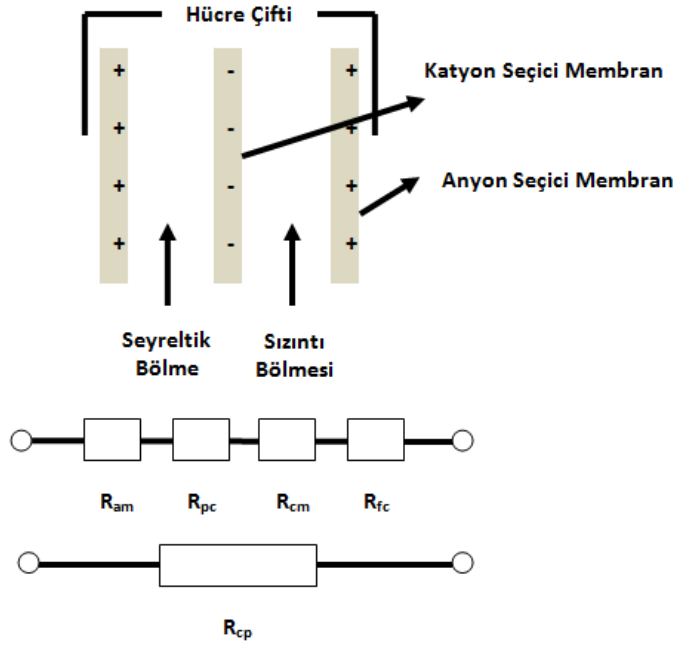 Hücre Çifti
+ - +
Katyon Seçici Membran
+ - +
+ - +
Anyon Seçici Membran
+ - +
Seyreltik
Bölme
Sızıntı
Bölmesi
Ram Rpc Rcm Rfc
Rcp